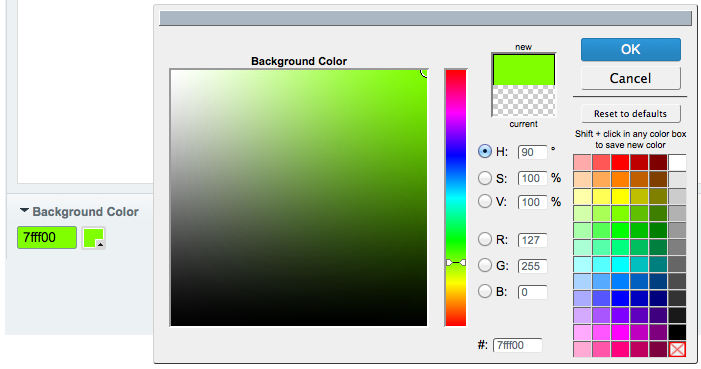 Background Color
new
OK
Cancel
current
Reset to defaults
Shift + click in any color box
to save new color
H: 90 °
S: 100 %
V: 100 %
R: 127
G: 255
B: 0
#: 7fff00
Background Color
7fff00